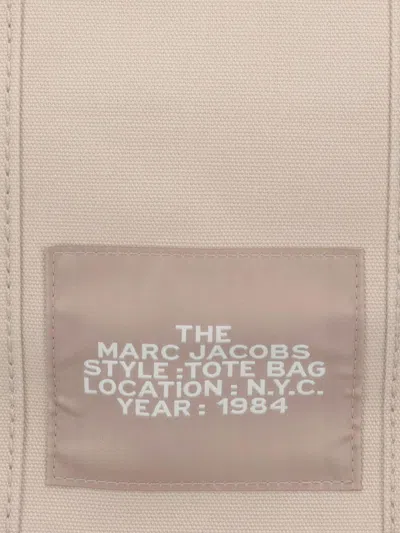 THE
MARC JACOBS
STYLE : TOTE BAG
LOCATION : N.Y.C.
YEAR : 1984